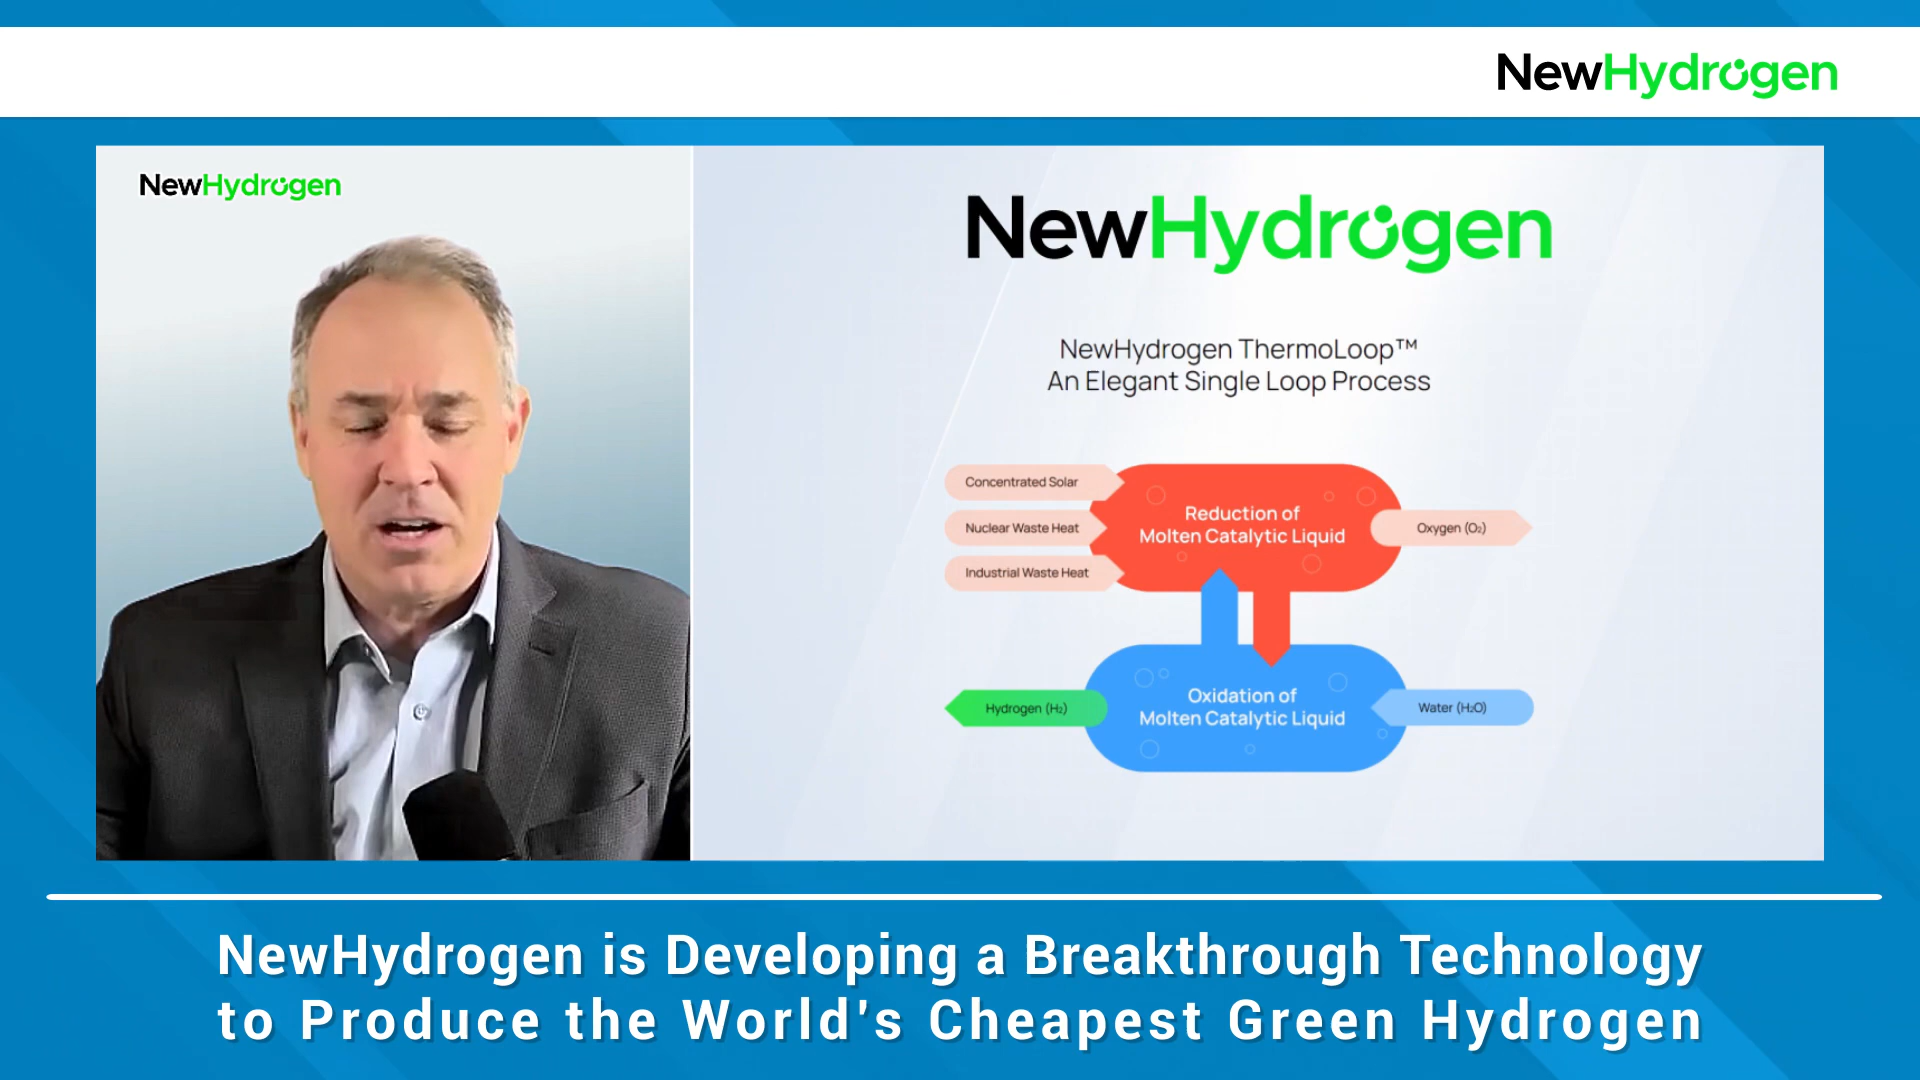 NewHydrogen
NewHydrogen
NewHydrogen
NewHydrogen ThermoLoop™
An Elegant Single Loop Process
Concentrated Solar
Nuclear Waste Heat
Industrial Waste Heat
Reduction of
Molten Catalytic Liquid
Oxygen (O₂)
Hydrogen (H₂)
Oxidation of
Molten Catalytic Liquid
Water (H₂O)
NewHydrogen is Developing a Breakthrough Technology
to Produce the World's Cheapest Green Hydrogen